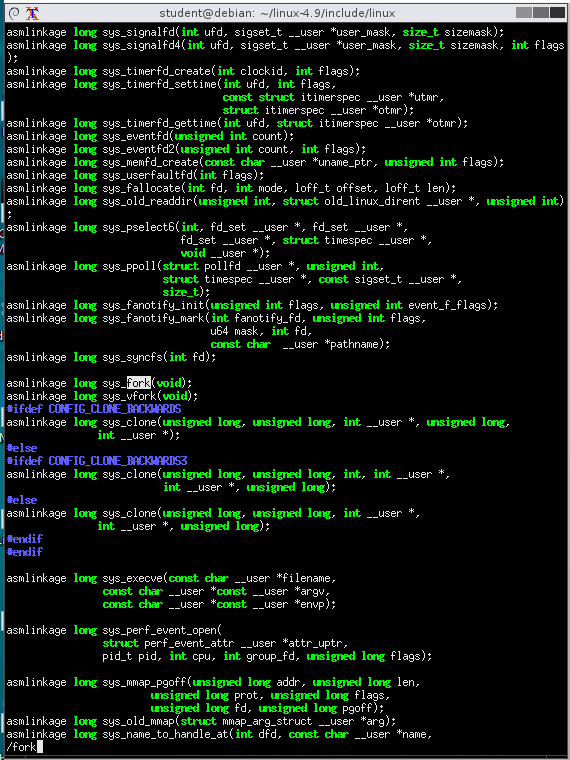 student@debian: ~/linux-4.9/include/linux
asmlinkage long sys_signalfd(int ufd, sigset_t __user *user_mask, size_t sizemask);
asmlinkage long sys_signalfd4(int ufd, sigset_t __user *user_mask, size_t sizemask, int flags
);
asmlinkage long sys_timerfd_create(int clockid, int flags);
asmlinkage long sys_timerfd_settime(int ufd, int flags,
const struct itimerspec __user *utmr,
struct itimerspec __user *otmr);
asmlinkage long sys_timerfd_gettime(int ufd, struct itimerspec __user *otmr);
asmlinkage long sys_eventfd(unsigned int count);
asmlinkage long sys_eventfd2(unsigned int count, int flags);
asmlinkage long sys_memfd_create(const char __user *uname_ptr, unsigned int flags);
asmlinkage long sys_userfaultfd(int flags);
asmlinkage long sys_fallocate(int fd, int mode, loff_t offset, loff_t len);
asmlinkage long sys_old_readdir(unsigned int, struct old_linux_dirent __user *, unsigned int)
;
asmlinkage long sys_pselect6(int, fd_set __user *, fd_set __user *,
fd_set __user *, struct timespec __user *,
void __user *);
asmlinkage long sys_ppoll(struct pollfd __user *, unsigned int,
struct timespec __user *, const sigset_t __user *,
size_t);
asmlinkage long sys_fanotify_init(unsigned int flags, unsigned int event_f_flags);
asmlinkage long sys_fanotify_mark(int fanotify_fd, unsigned int flags,
u64 mask, int fd,
const char  __user *pathname);
asmlinkage long sys_syncfs(int fd);
asmlinkage long sys_fork(void);
asmlinkage long sys_vfork(void);
#ifdef CONFIG_CLONE_BACKWARDS
asmlinkage long sys_clone(unsigned long, unsigned long, int __user *, unsigned long,
int __user *);
#else
#ifdef CONFIG_CLONE_BACKWARDS3
asmlinkage long sys_clone(unsigned long, unsigned long, int, int __user *,
int __user *, unsigned long);
#else
asmlinkage long sys_clone(unsigned long, unsigned long, int __user *,
int __user *, unsigned long);
#endif
#endif
asmlinkage long sys_execve(const char __user *filename,
const char __user *const __user *argv,
const char __user *const __user *envp);
asmlinkage long sys_perf_event_open(
struct perf_event_attr __user *attr_uptr,
pid_t pid, int cpu, int group_fd, unsigned long flags);
asmlinkage long sys_mmap_pgoff(unsigned long addr, unsigned long len,
unsigned long prot, unsigned long flags,
unsigned long fd, unsigned long pgoff);
asmlinkage long sys_old_mmap(struct mmap_arg_struct __user *arg);
asmlinkage long sys_name_to_handle_at(int dfd, const char __user *name,
/fork